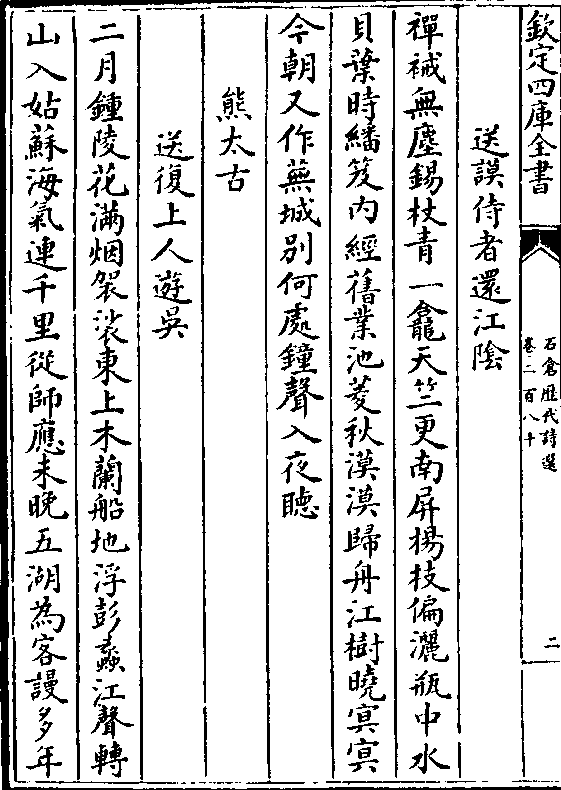 欽定四庫全書
石倉歴代詩選
卷二百八十
二
送謨侍者還江陰
禪裓無塵錫杖青一龕天竺更南屏楊枝偏灑瓶中水
貝葉時繙笈内經舊業池菱秋漠漠歸舟江樹曉㝠㝠
今朝又作蕪城别何處鐘聲入夜聽
熊太古
送復上人遊吳
二月鍾陵花滿烟袈裟東上木蘭船地浮彭蠡江聲轉
山入姑蘇海氣連千里從師應未晚五湖為客謾多年